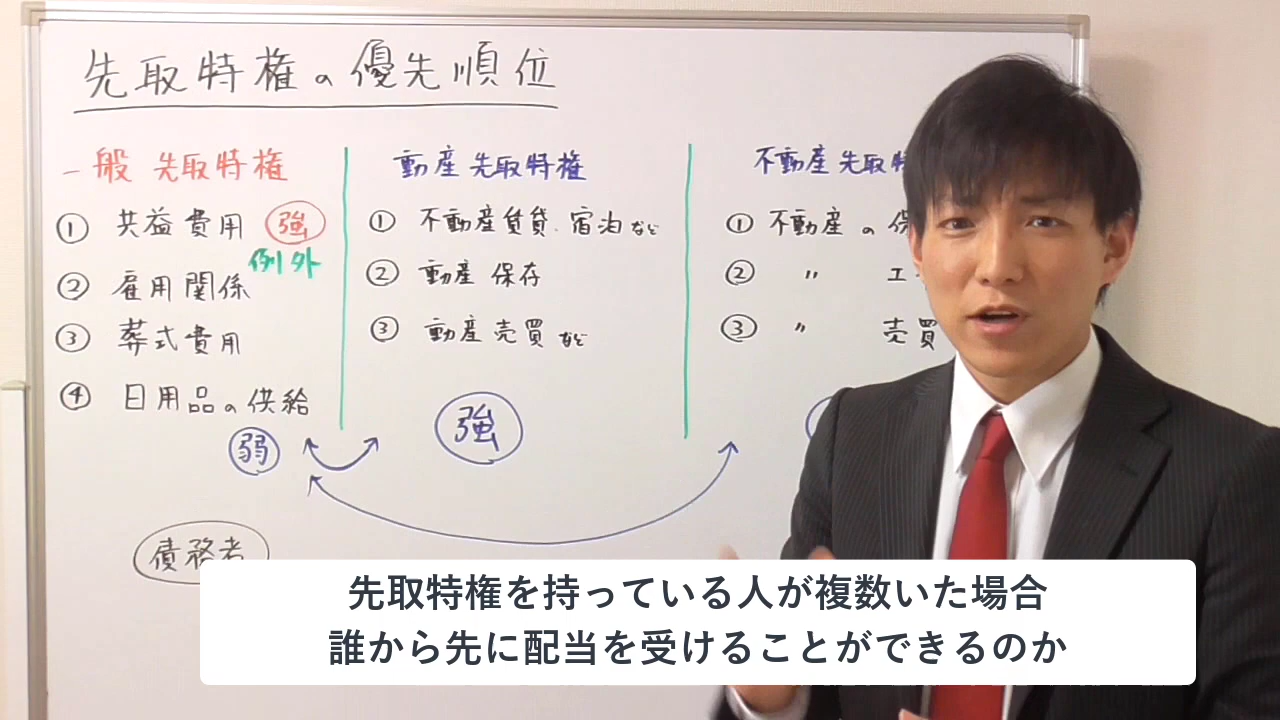 先取特権の優先順位
一般先取特権
① 共益費用 強
例外
② 雇用関係
③ 葬式費用
④ 日用品の供給
弱
動産先取特権
① 不動産賃貸、宿泊など
② 動産保存
③ 動産売買など
強
不動産先取特
① 不動産の保
② 〃 工
③ 〃 売買
債務者
先取特権を持っている人が複数いた場合
誰から先に配当を受けることができるのか